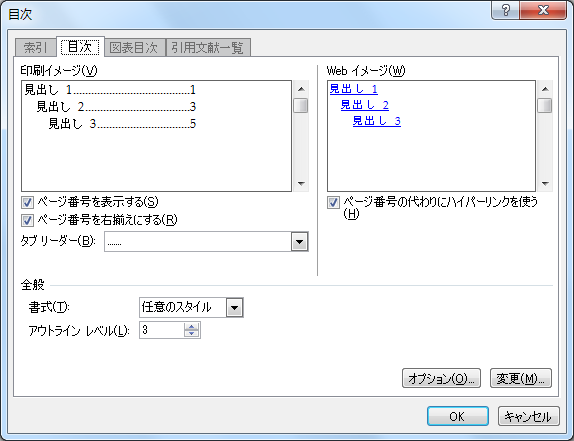 目次
索引 目次 図表目次 引用文献一覧
印刷イメージ(V)
見出し 1.......................................1
見出し 2...................................3
見出し 3...............................5
ページ番号を表示する(S)
ページ番号を右揃えにする(R)
タブ リーダー(B): .......
Web イメージ(W)
見出し 1
見出し 2
見出し 3
ページ番号の代わりにハイパーリンクを使う
(H)
全般
書式(T): 任意のスタイル
アウトライン レベル(L): 3
オプション(O)... 変更(M)...
OK キャンセル